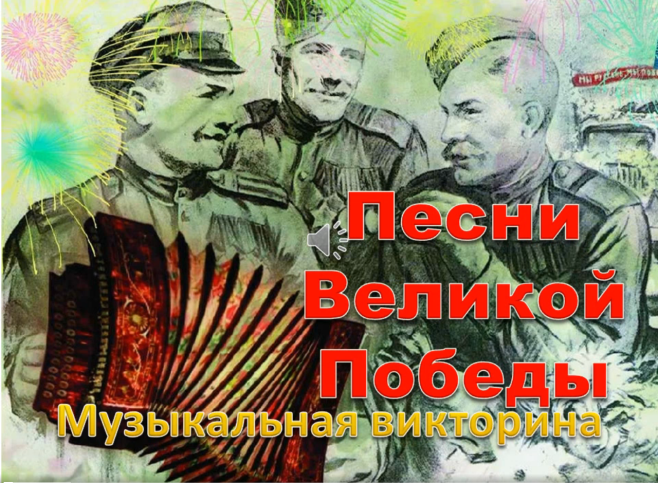 Песни
Великой
Победы
Музыкальная викторина